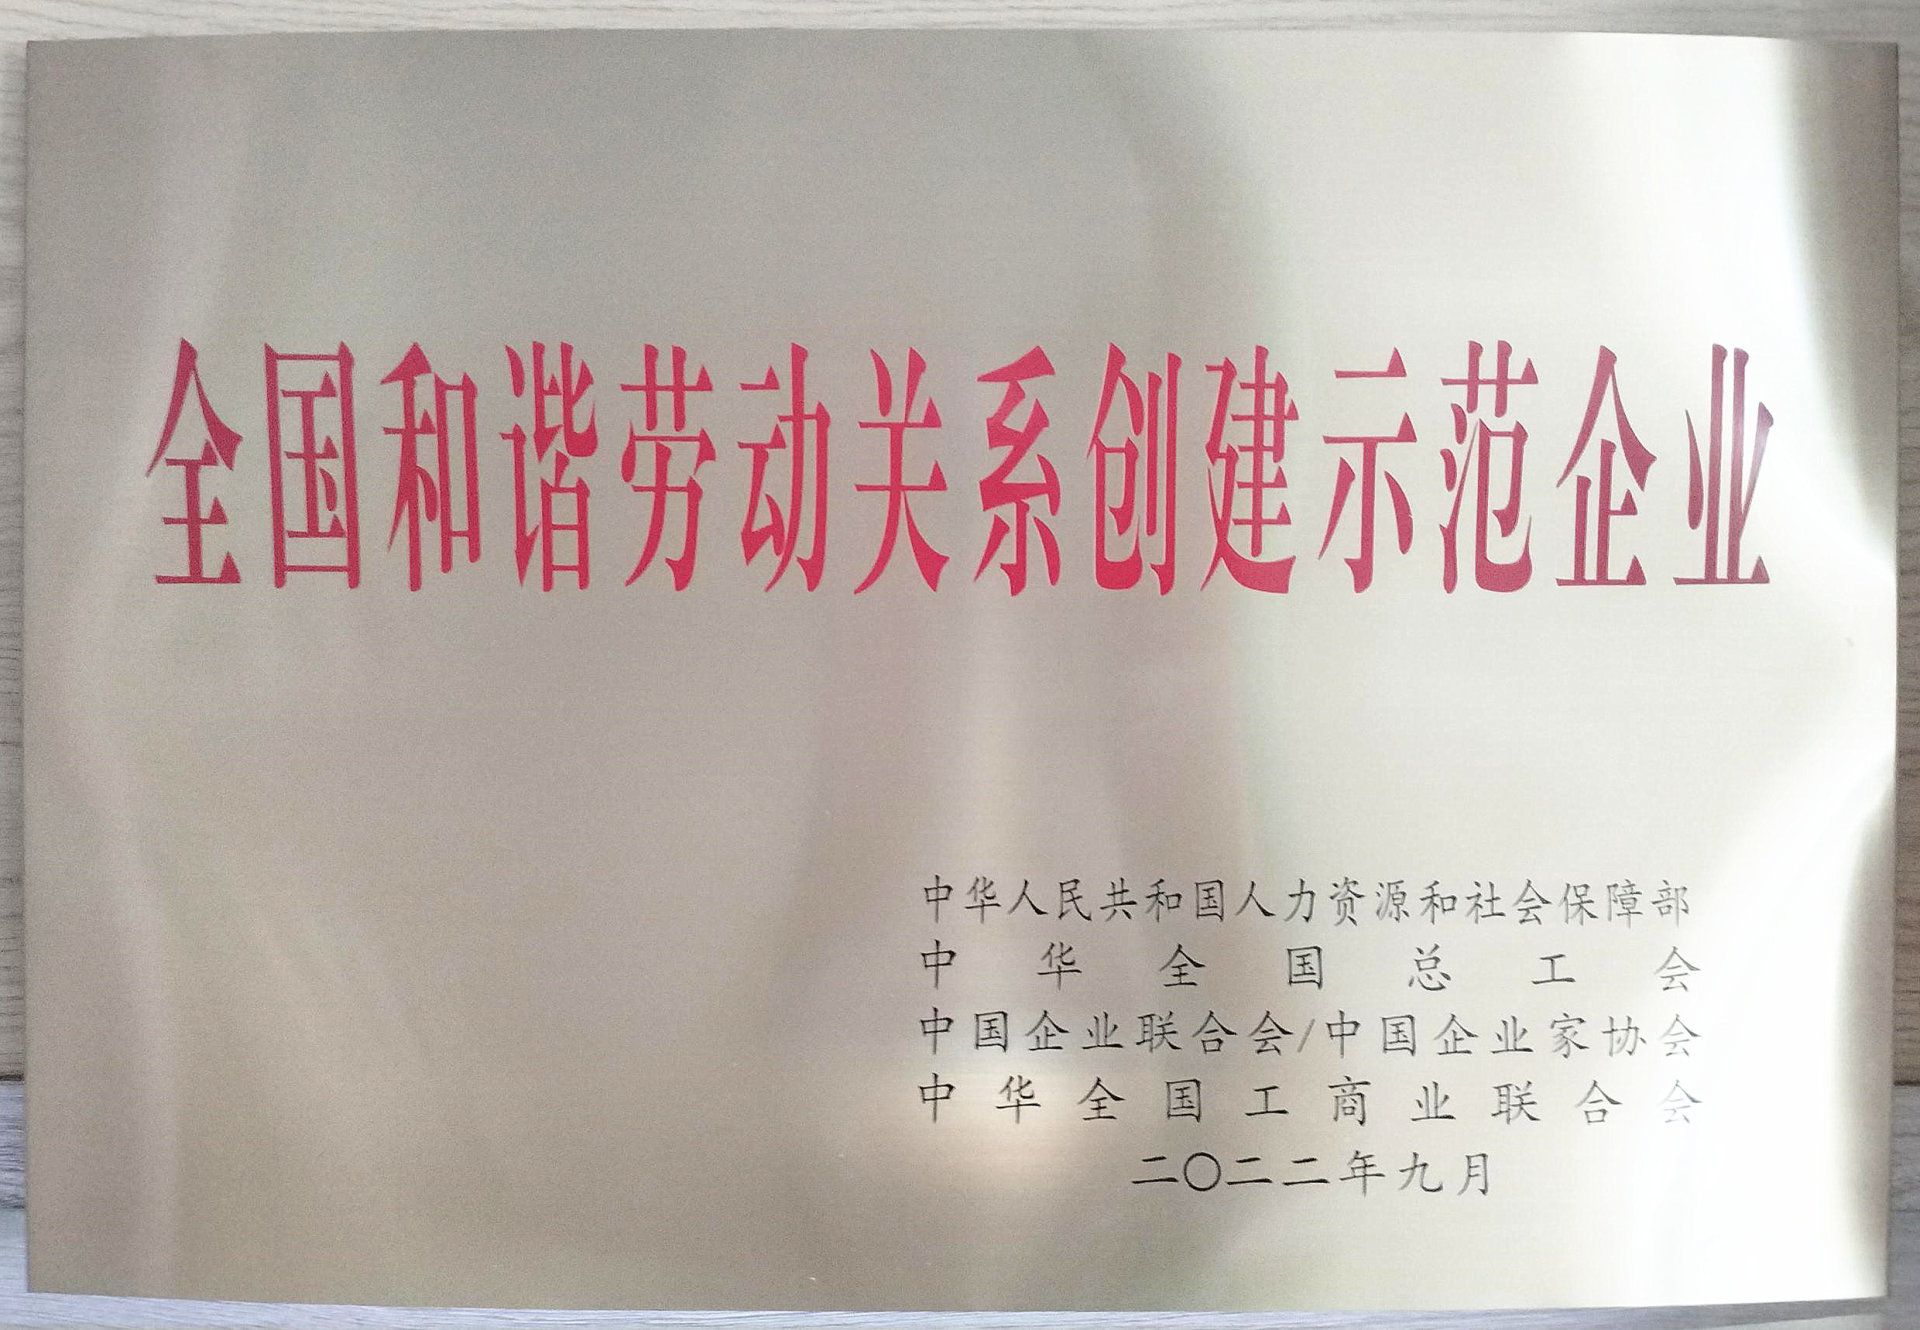 全国和谐劳动关系创建示范企业
中华人民共和国人力资源和社会保障部
中华全国总工会
中国企业联合会/中国企业家协会
中华全国工商业联合会
二〇二二年九月